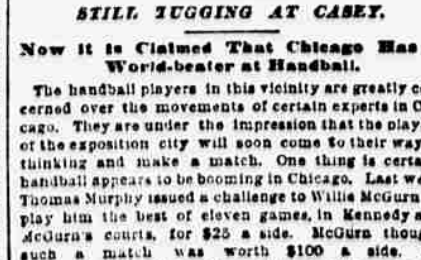 STILL TUGGING AT CASEY.
Now it is Claimed That Chicago Has
World-beater at Handball.
The handball players in this vicinity are greatly c
cerned over the movements of certain experts in C
cago. They are under the impression that the play
of the exposition city will soon come to their way
thinking and make a match. One thing is certa
handball appears to be booming in Chicago. Last we
Thomas Murphy issued a challenge to Willie McGurn
play him the best of eleven games, in Kennedy a
McGurn's courts, for $25 a side. McGurn thoug
such a match was worth $100 a side.